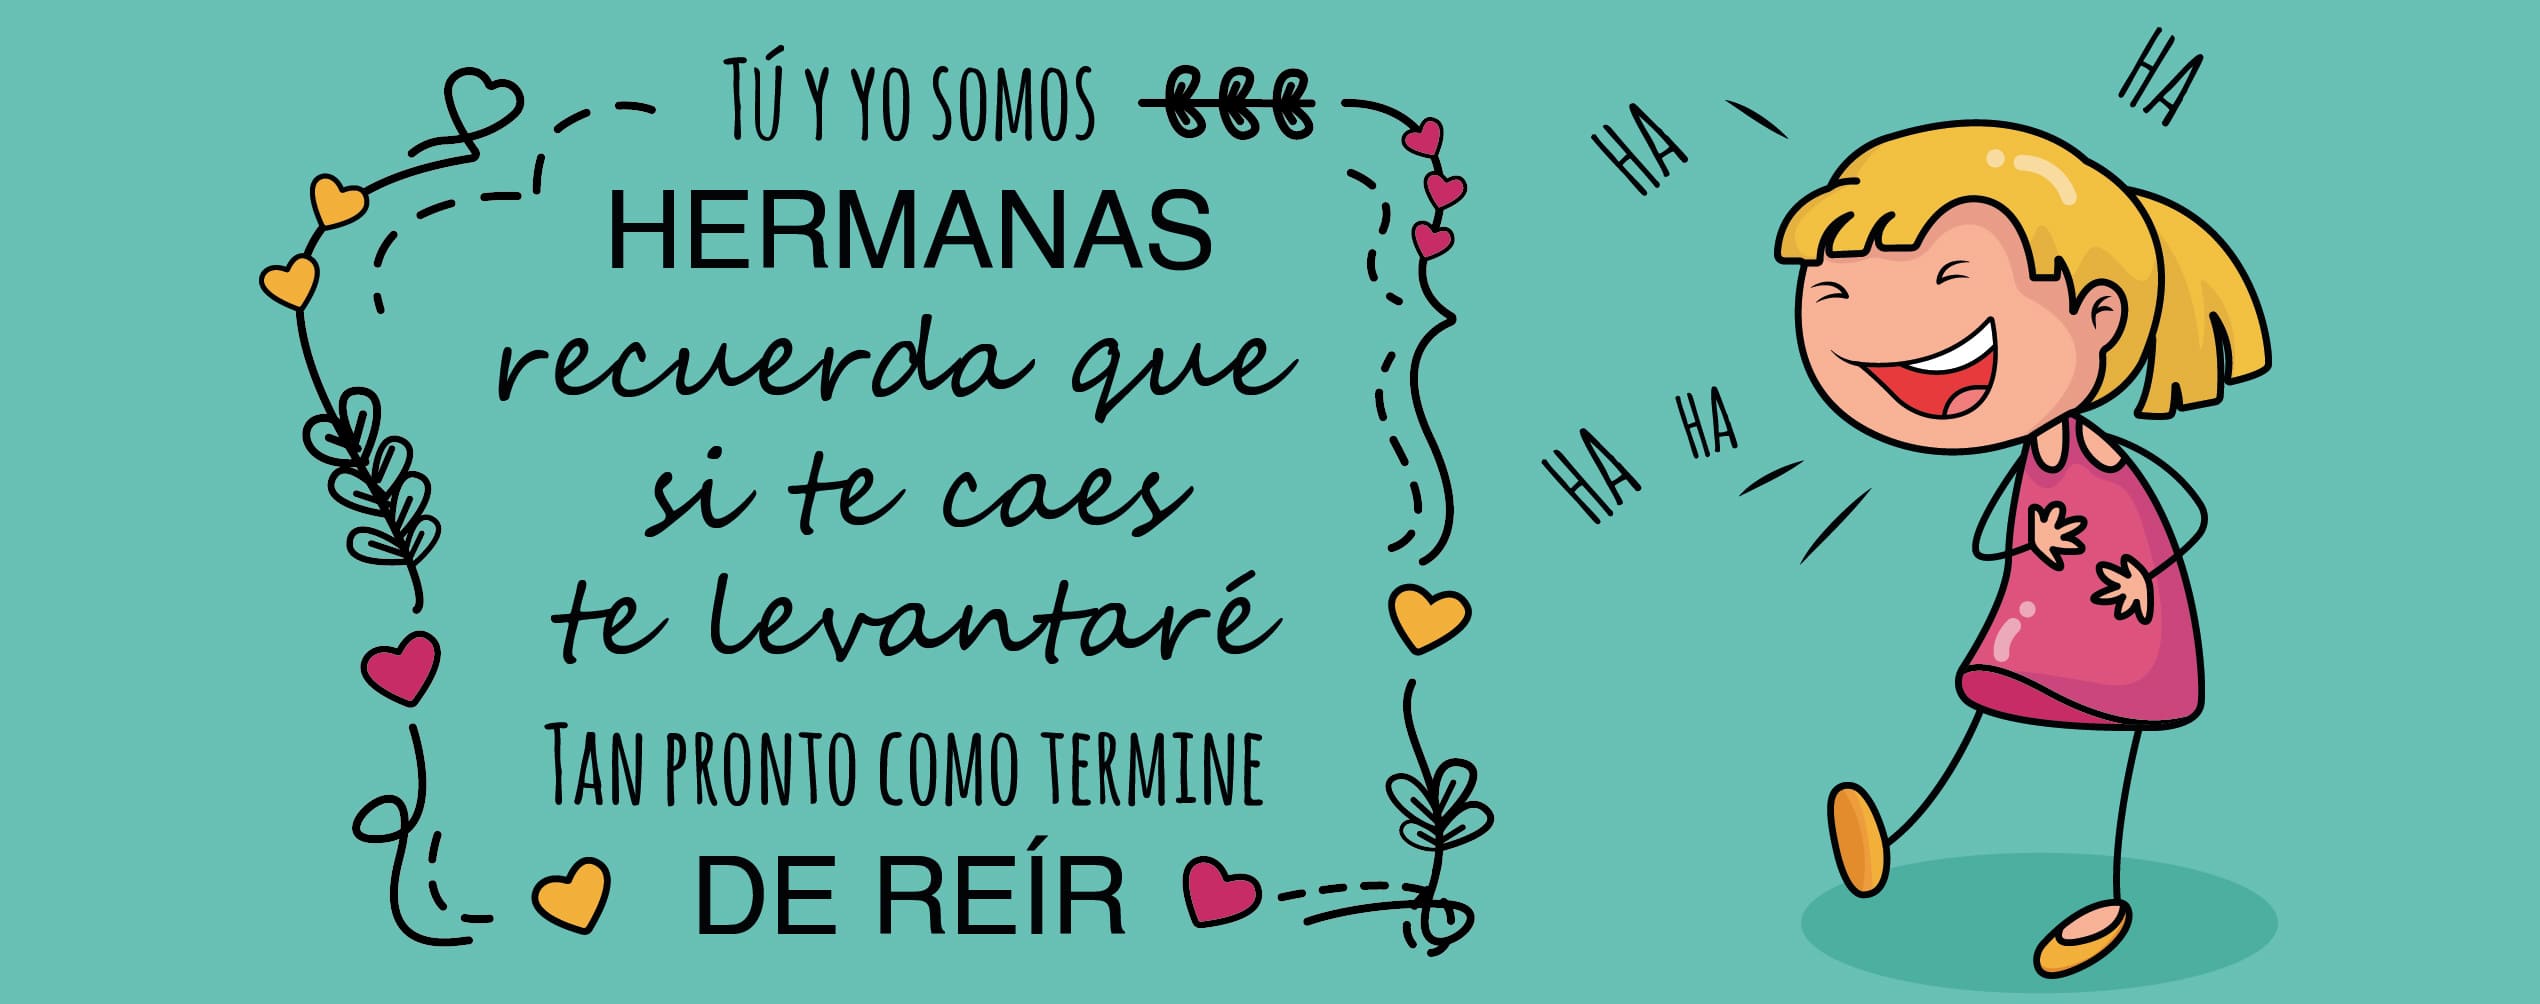 TÚ Y YO SOMOS
HERMANAS
recuerda que
si te caes
te levantaré
TAN PRONTO COMO TERMINE
DE REÍR
HA
HA
HA
HA